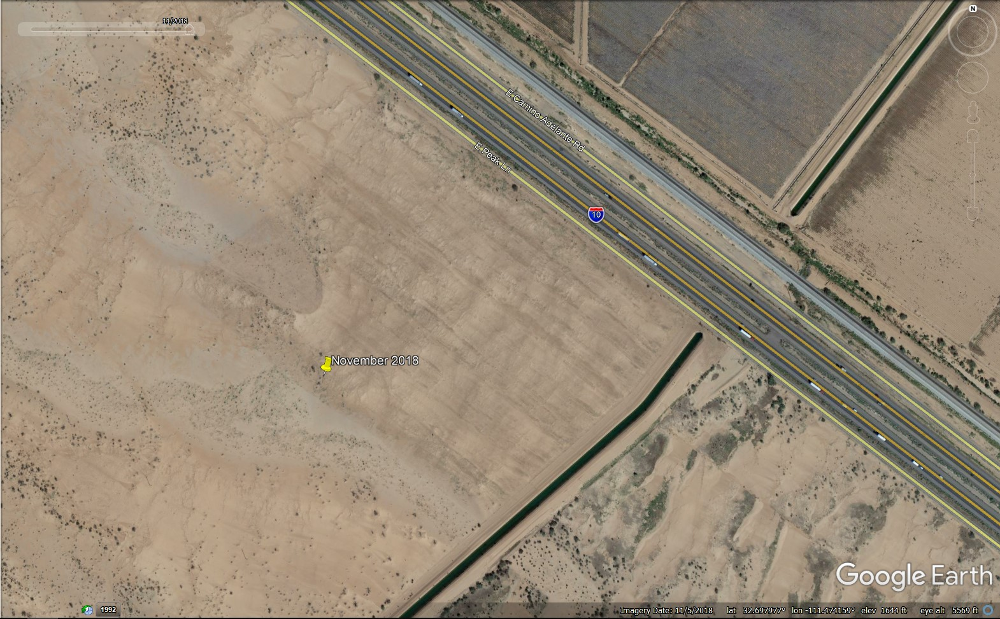 11/2018
N
E Camino Adelante Rd
E Peak Ln
10
November 2018
Google Earth
1992
Imagery Date: 11/5/2018 lat 32.697977° lon -111.474159° elev 1644 ft eye alt 5569 ft